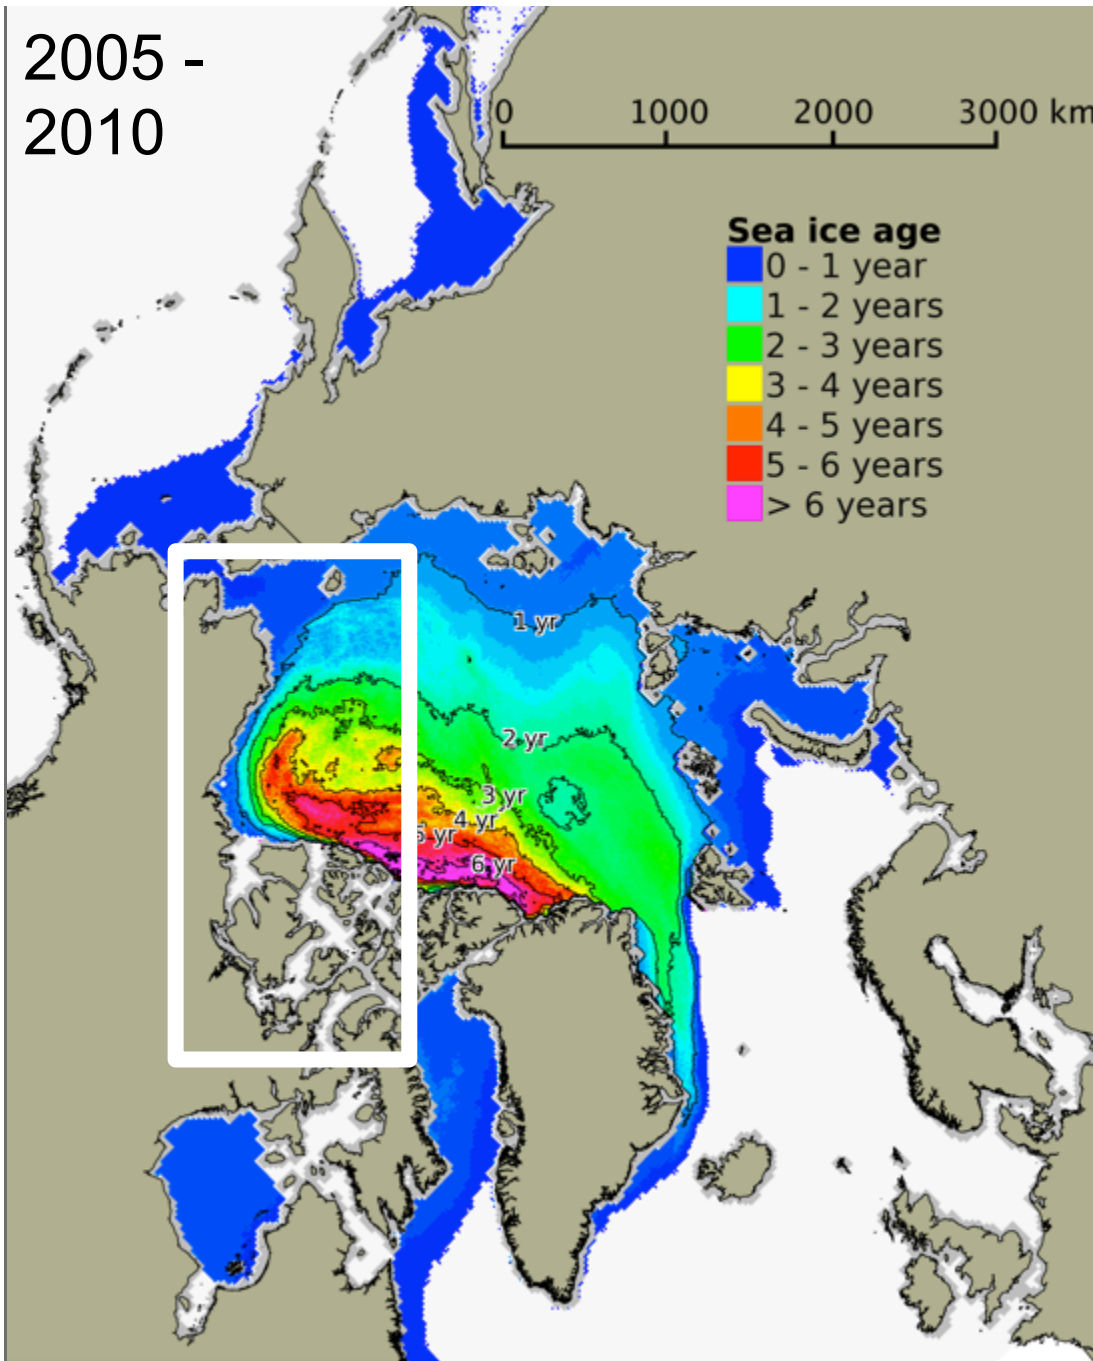 2005 -
2010
0 1000 2000 3000 km
Sea ice age
0 - 1 year
1 - 2 years
2 - 3 years
3 - 4 years
4 - 5 years
5 - 6 years
> 6 years
1 yr
2 yr
3 yr
4 yr
5 yr
6 yr